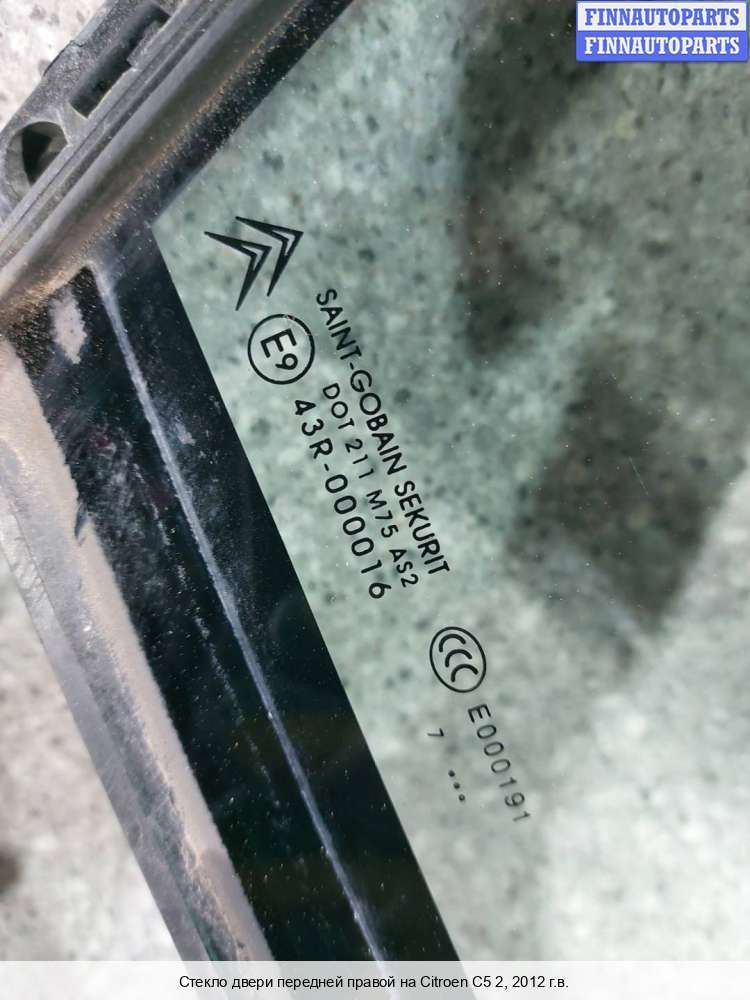 FINNAUTOPARTS
FINNAUTOPARTS
SAINT-GOBAIN SEKURIT
DOT 211 M75 AS2
E9 43R-000016
CCC E000191
7 ...
Стекло двери передней правой на Citroen C5 2, 2012 г.в.